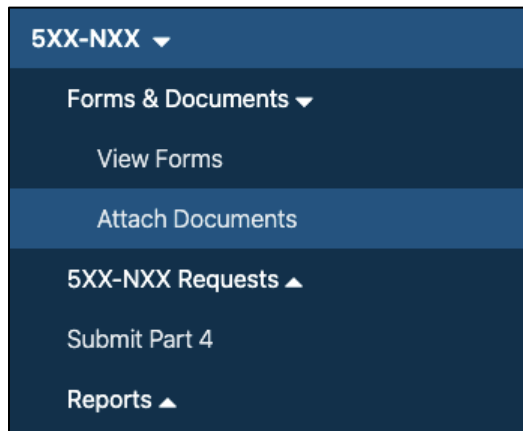 5XX-NXX
Forms & Documents
View Forms
Attach Documents
5XX-NXX Requests
Submit Part 4
Reports